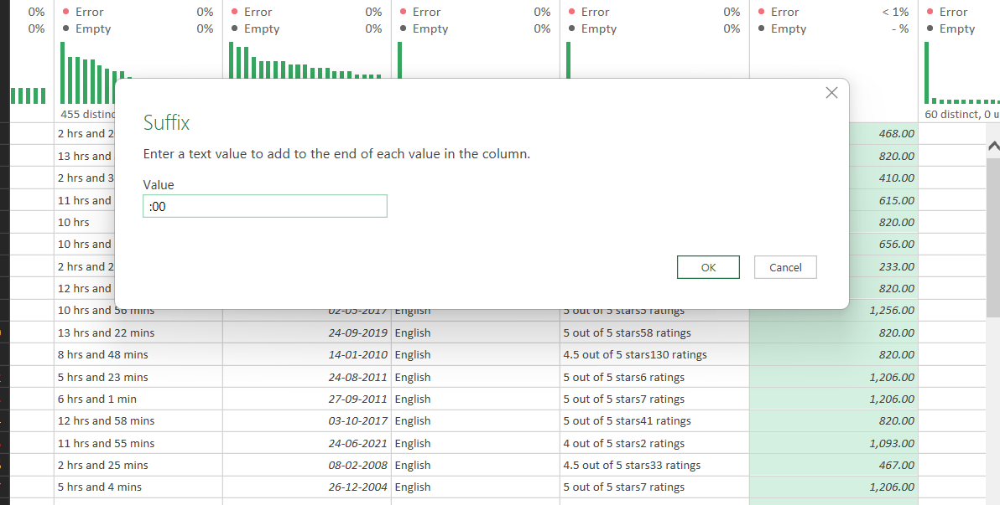 0% Error 0% Error 0% Error 0% Error 0% Error < 1% Error
0% Empty 0% Empty 0% Empty 0% Empty 0% Empty - % Empty
455 distinc 60 distinct, 0 u
Suffix
Enter a text value to add to the end of each value in the column.
Value
:00
OK Cancel
2 hrs and 2 468.00
13 hrs and 820.00
2 hrs and 3 410.00
11 hrs and 615.00
10 hrs 820.00
10 hrs and 656.00
2 hrs and 2 233.00
12 hrs and 820.00
10 hrs and 56 mins 02-05-2017 English 5 out of 5 stars5 ratings 1,256.00
13 hrs and 22 mins 24-09-2019 English 5 out of 5 stars58 ratings 820.00
8 hrs and 48 mins 14-01-2010 English 4.5 out of 5 stars130 ratings 820.00
5 hrs and 23 mins 24-08-2011 English 5 out of 5 stars6 ratings 1,206.00
6 hrs and 1 min 27-09-2011 English 5 out of 5 stars7 ratings 1,206.00
12 hrs and 58 mins 03-10-2017 English 5 out of 5 stars41 ratings 820.00
11 hrs and 55 mins 24-06-2021 English 4 out of 5 stars2 ratings 1,093.00
2 hrs and 25 mins 08-02-2008 English 4.5 out of 5 stars33 ratings 467.00
5 hrs and 4 mins 26-12-2004 English 5 out of 5 stars7 ratings 1,206.00